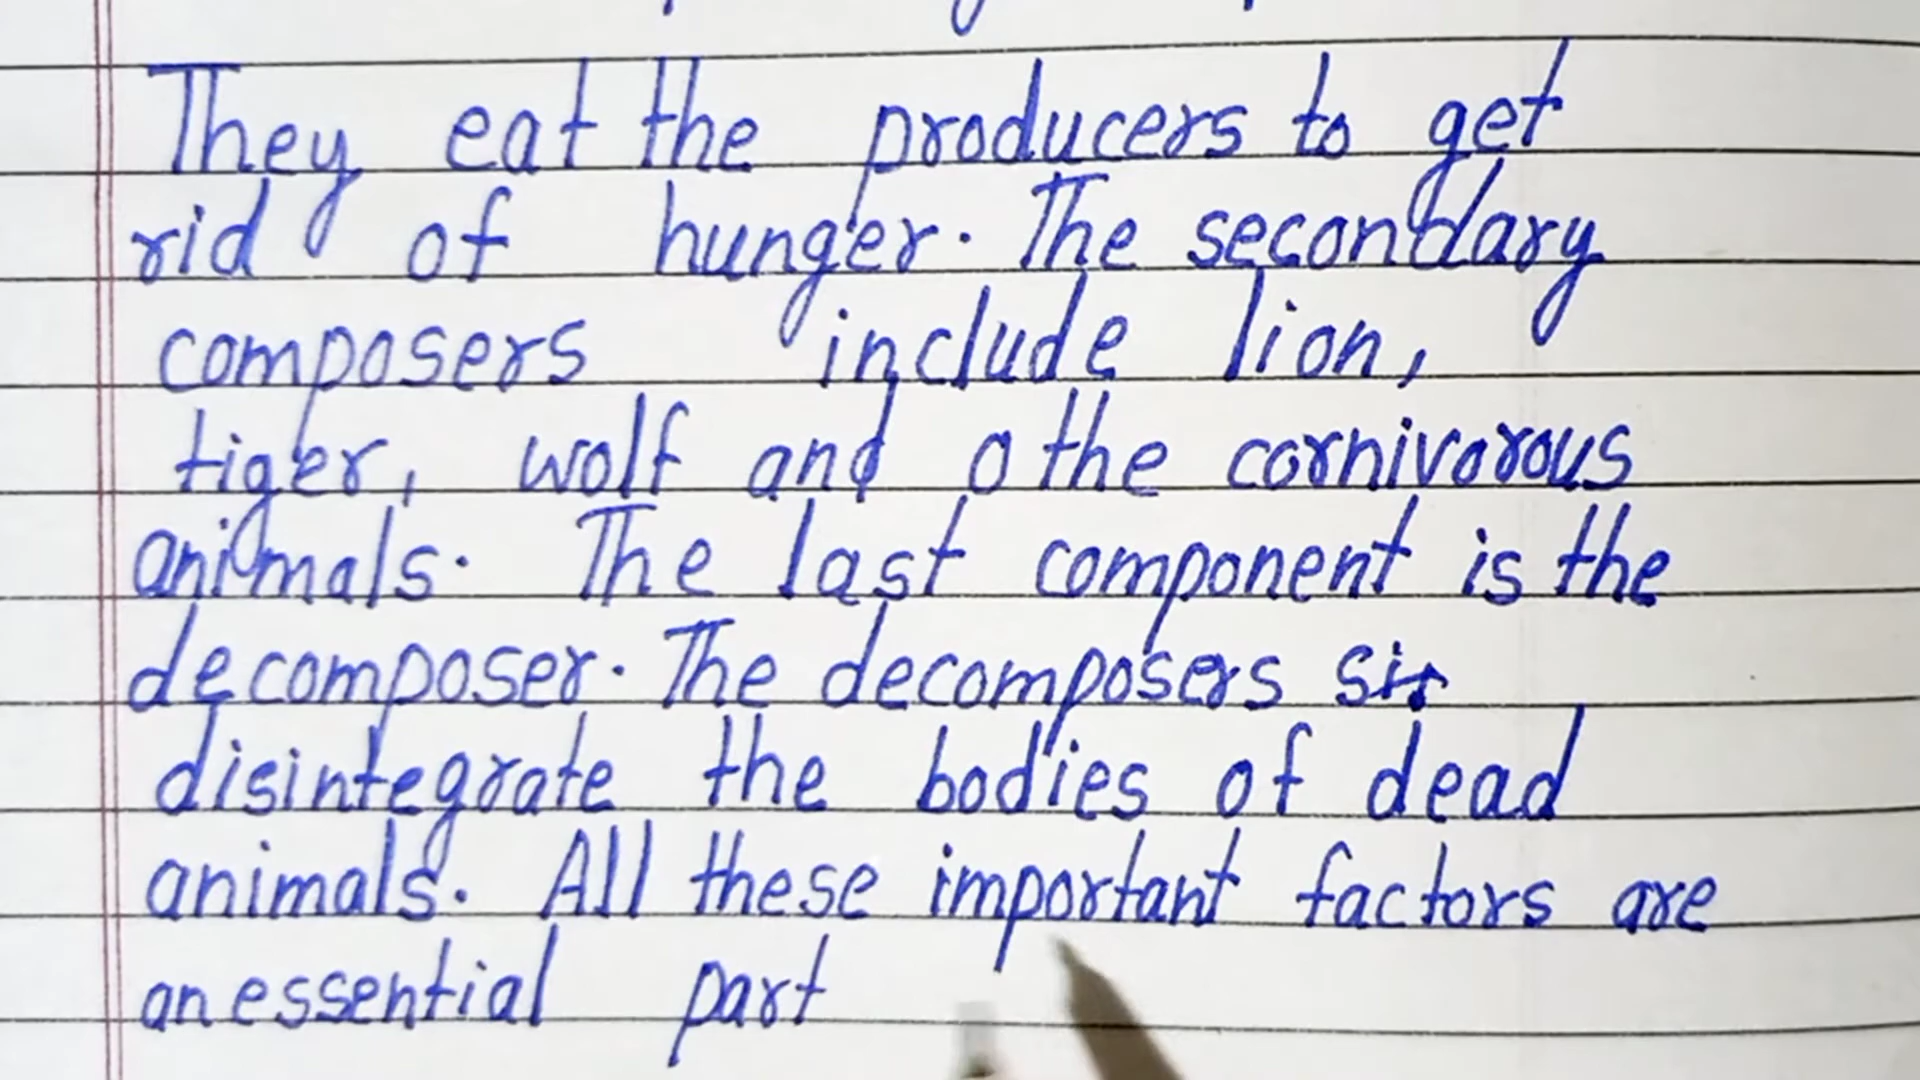 They eat the producers to get
rid of hunger. The secondary
composers include lion,
tiger, wolf and othe cornivorous
animals. The last component is the
decomposer. The decomposers
disintegrate the bodies of dead
animals. All these important factors are
an essential part